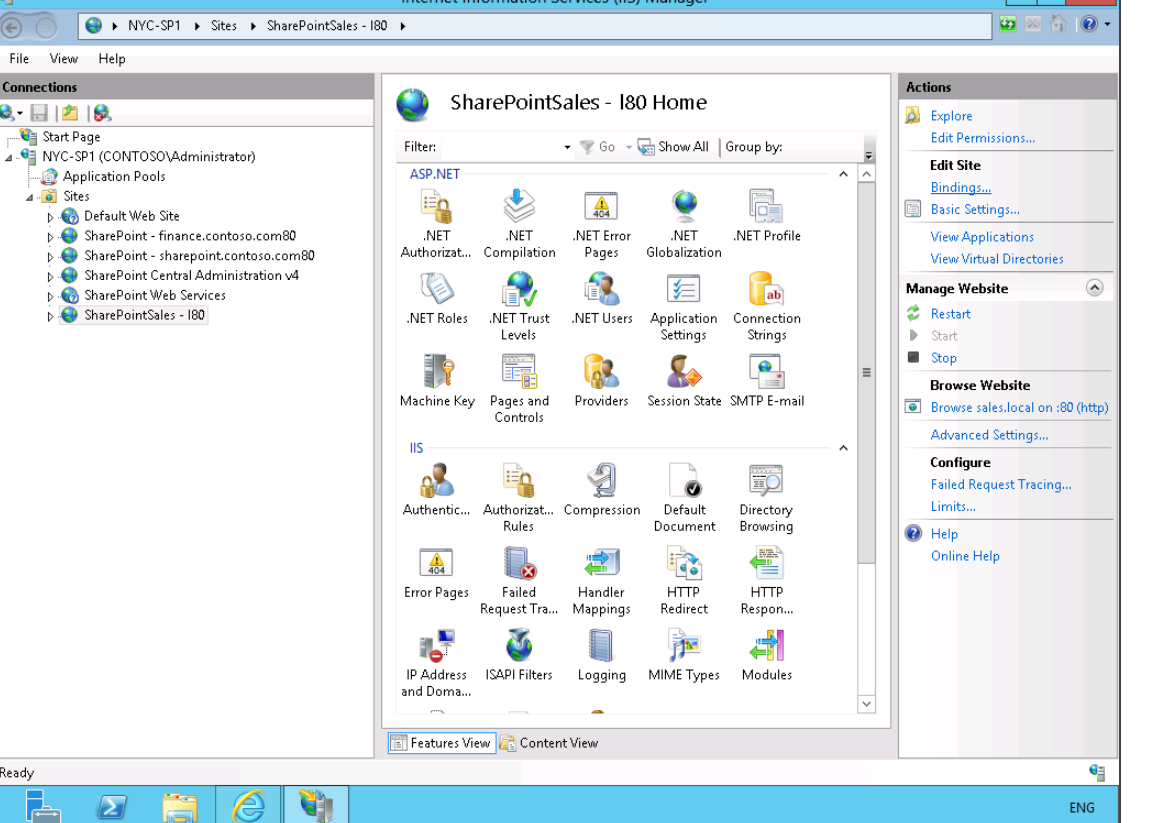 Internet Information Services (IIS) Manager
NYC-SP1 Sites SharePointSales - I80
File View Help
Connections
Start Page
NYC-SP1 (CONTOSO\Administrator)
Application Pools
Sites
Default Web Site
SharePoint - finance.contoso.com80
SharePoint - sharepoint.contoso.com80
SharePoint Central Administration v4
SharePoint Web Services
SharePointSales - I80
SharePointSales - I80 Home
Filter: Go Show All Group by:
ASP.NET
.NET Authorizat...
.NET Compilation
.NET Error Pages
.NET Globalization
.NET Profile
.NET Roles
.NET Trust Levels
.NET Users
Application Settings
Connection Strings
Machine Key
Pages and Controls
Providers
Session State
SMTP E-mail
IIS
Authentic...
Authorizat... Rules
Compression
Default Document
Directory Browsing
Error Pages
Failed Request Tra...
Handler Mappings
HTTP Redirect
HTTP Respon...
IP Address and Doma...
ISAPI Filters
Logging
MIME Types
Modules
Features View Content View
Actions
Explore
Edit Permissions...
Edit Site
Bindings...
Basic Settings...
View Applications
View Virtual Directories
Manage Website
Restart
Start
Stop
Browse Website
Browse sales.local on :80 (http)
Advanced Settings...
Configure
Failed Request Tracing...
Limits...
Help
Online Help
Ready
ENG